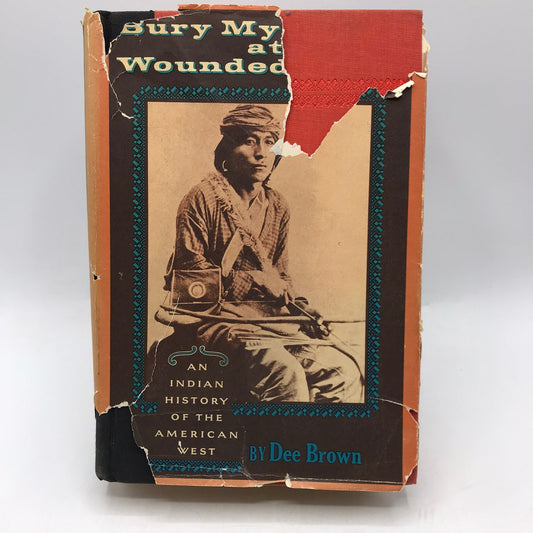 Bury My
at
Wounded
AN
INDIAN
HISTORY
OF THE
AMERICAN
WEST
BY Dee Brown